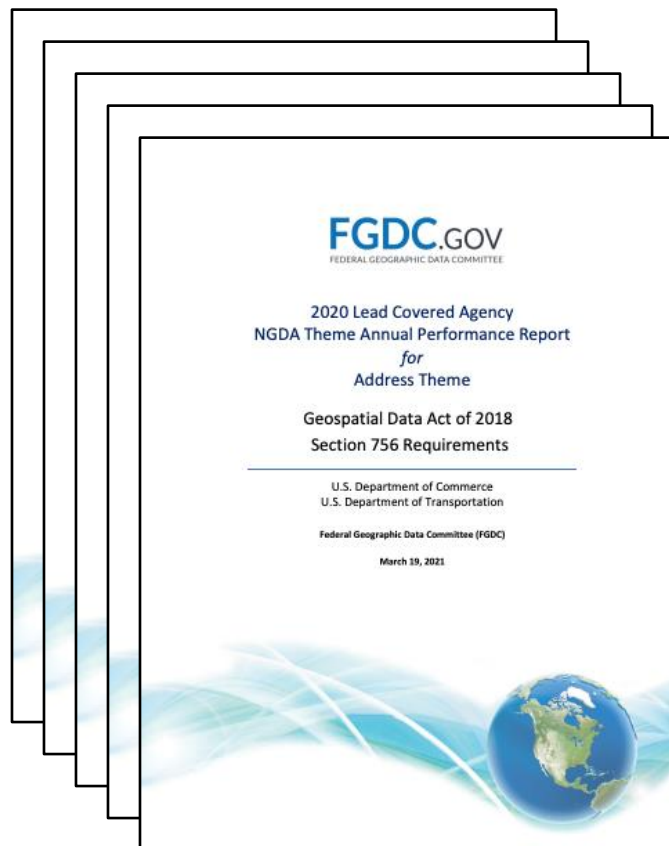 FGDC.GOV
FEDERAL GEOGRAPHIC DATA COMMITTEE
2020 Lead Covered Agency
NGDA Theme Annual Performance Report
for
Address Theme
Geospatial Data Act of 2018
Section 756 Requirements
U.S. Department of Commerce
U.S. Department of Transportation
Federal Geographic Data Committee (FGDC)
March 19, 2021